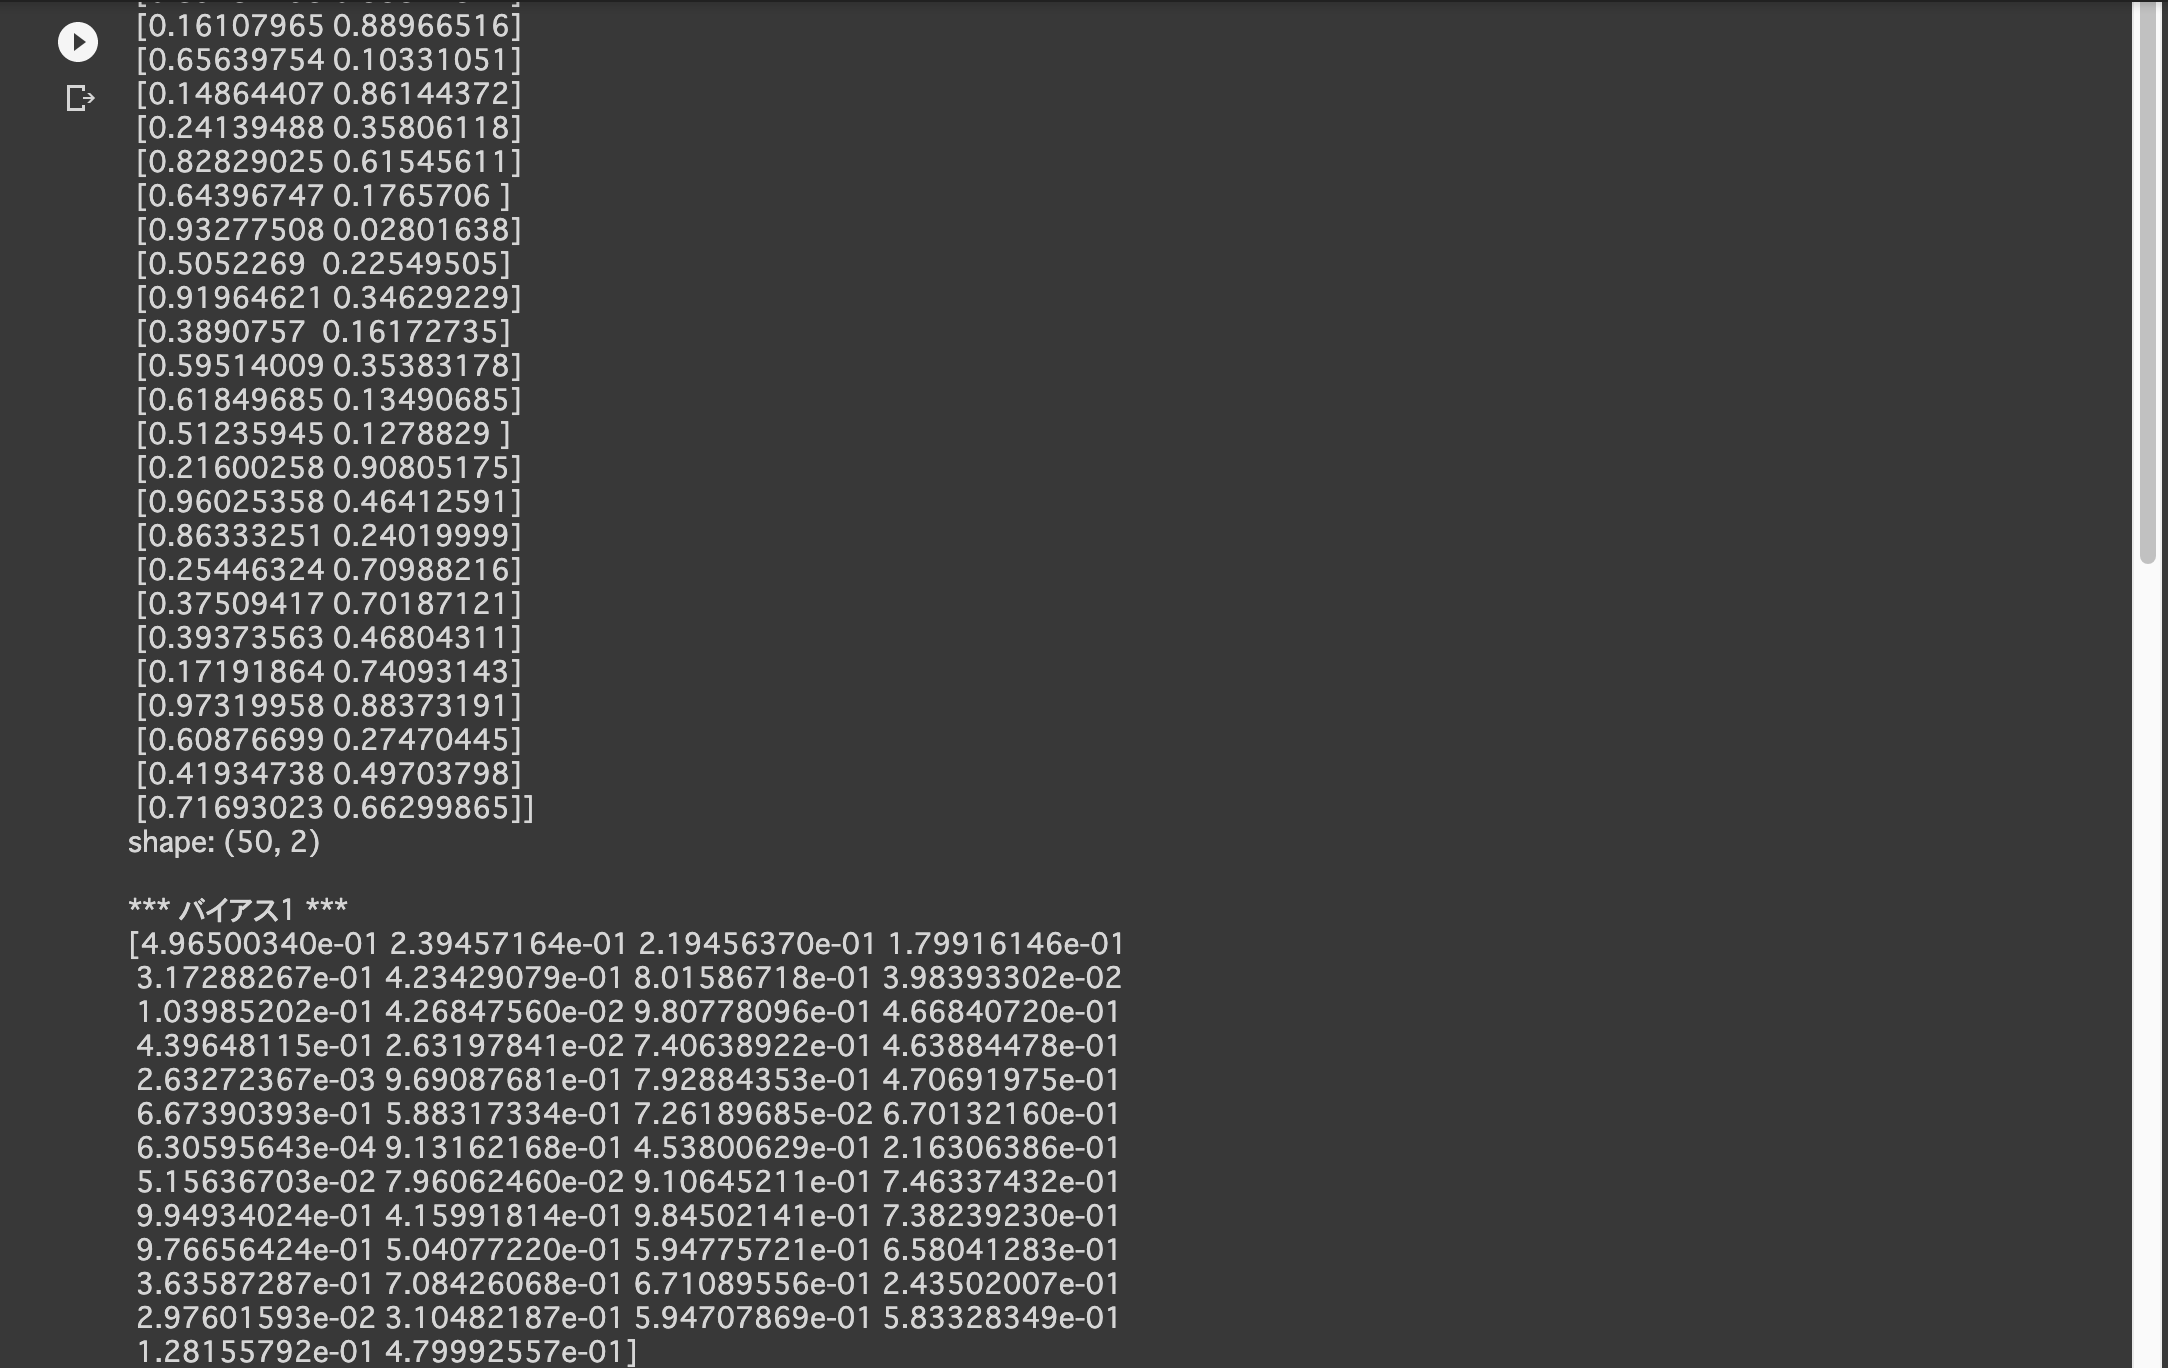 [0.16107965 0.88966516]
[0.65639754 0.10331051]
[0.14864407 0.86144372]
[0.24139488 0.35806118]
[0.82829025 0.61545611]
[0.64396747 0.1765706 ]
[0.93277508 0.02801638]
[0.5052269  0.22549505]
[0.91964621 0.34629229]
[0.3890757  0.16172735]
[0.59514009 0.35383178]
[0.61849685 0.13490685]
[0.51235945 0.1278829 ]
[0.21600258 0.90805175]
[0.96025358 0.46412591]
[0.86333251 0.24019999]
[0.25446324 0.70988216]
[0.37509417 0.70187121]
[0.39373563 0.46804311]
[0.17191864 0.74093143]
[0.97319958 0.88373191]
[0.60876699 0.27470445]
[0.41934738 0.49703798]
[0.71693023 0.66299865]]
shape: (50, 2)
*** バイアス1 ***
[4.96500340e-01 2.39457164e-01 2.19456370e-01 1.79916146e-01
3.17288267e-01 4.23429079e-01 8.01586718e-01 3.98393302e-02
1.03985202e-01 4.26847560e-02 9.80778096e-01 4.66840720e-01
4.39648115e-01 2.63197841e-02 7.40638922e-01 4.63884478e-01
2.63272367e-03 9.69087681e-01 7.92884353e-01 4.70691975e-01
6.67390393e-01 5.88317334e-01 7.26189685e-02 6.70132160e-01
6.30595643e-04 9.13162168e-01 4.53800629e-01 2.16306386e-01
5.15636703e-02 7.96062460e-02 9.10645211e-01 7.46337432e-01
9.94934024e-01 4.15991814e-01 9.84502141e-01 7.38239230e-01
9.76656424e-01 5.04077220e-01 5.94775721e-01 6.58041283e-01
3.63587287e-01 7.08426068e-01 6.71089556e-01 2.43502007e-01
2.97601593e-02 3.10482187e-01 5.94707869e-01 5.83328349e-01
1.28155792e-01 4.79992557e-01]